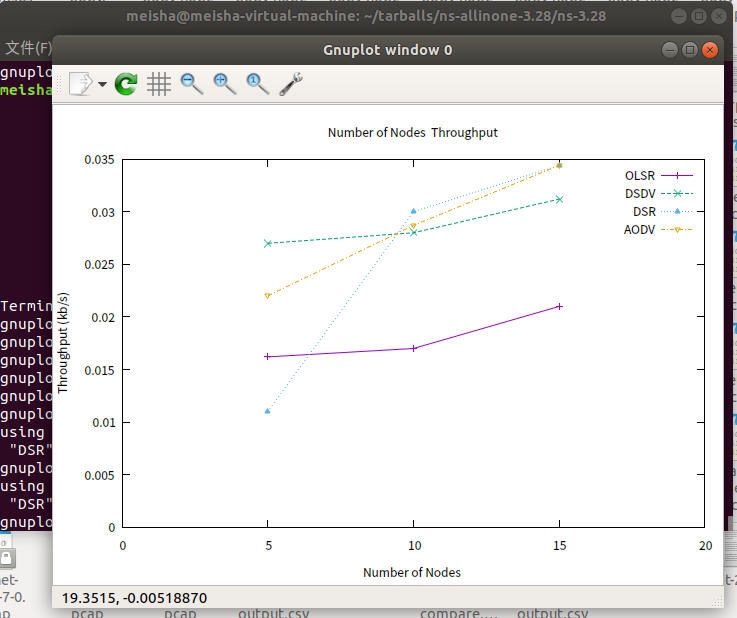 meisha@meisha-virtual-machine: ~/tarballs/ns-allinone-3.28/ns-3.28
文件(F)
Gnuplot window 0
gnuplo
meisha
Number of Nodes Throughput
0.035
0.03
0.025
0.02
0.015
0.01
0.005
0
Throughput (kb/s)
OLSR
DSDV
DSR
AODV
0 5 10 15 20
Number of Nodes
Termin
gnuplo
gnuplo
gnuplo
gnuplo
gnuplo
gnuplo
using
"DSR"
gnuplo
using
"DSR"
gnuplo
19.3515, -0.00518870
net-
-7-0.
pcap
pcap
output.csv
compare....
output.csv